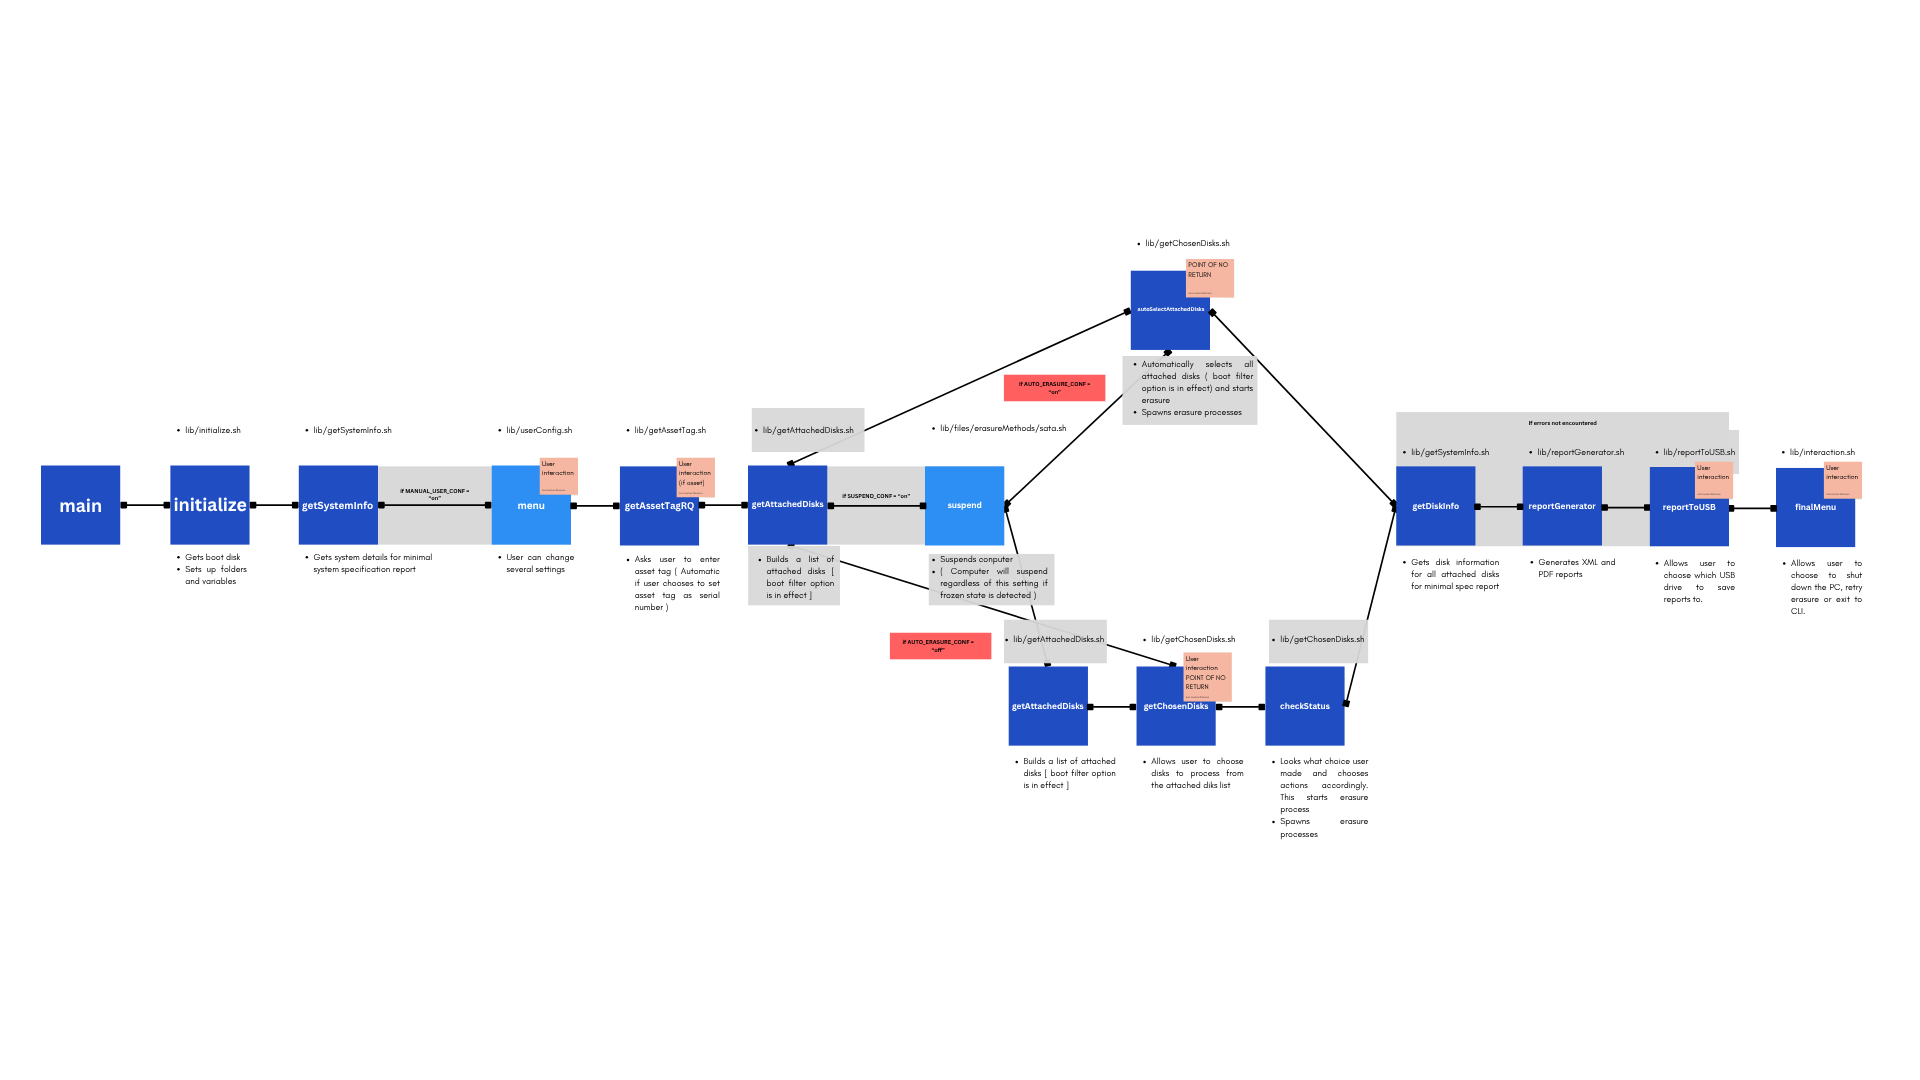 • lib/getChosenDisks.sh
POINT OF NO
RETURN
autoSelectAttachedDisks
• Automatically selects all
attached disks ( boot filter
option is in effect) and starts
erasure
• Spawns erasure processes
If AUTO_ERASURE_CONF =
"on"
• lib/initialize.sh
• lib/getSystemInfo.sh
• lib/userConfig.sh
• lib/getAssetTag.sh
• lib/getAttachedDisks.sh
• lib/files/erasureMethods/sata.sh
main
initialize
• Gets boot disk
• Sets up folders
and variables
getSystemInfo
• Gets system details for minimal
system specification report
If MANUAL_USER_CONF =
"on"
User
interaction
menu
• User can change
several settings
User
interaction
(if asset)
getAssetTagRQ
• Asks user to enter
asset tag ( Automatic
if user chooses to set
asset tag as serial
number )
getAttachedDisks
• Builds a list of
attached disks [
boot filter option
is in effect ]
if SUSPEND_CONF= "on"
suspend
• Suspends conputer
• ( Computer will suspend
regardless of this setting if
frozen state is detected )
If AUTO_ERASURE_CONF =
"off"
• lib/getAttachedDisks.sh
getAttachedDisks
• Builds a list of attached
disks [ boot filter option
is in effect ]
• lib/getChosenDisks.sh
User
interaction
POINT OF NO
RETURN
getChosenDisks
• Allows user to choose
disks to process from
the attached diks list
• lib/getChosenDisks.sh
checkStatus
• Looks what choice user
made and chooses
actions accordingly.
This starts erasure
process
• Spawns erasure
processes
If errors not encountered
• lib/getSystemInfo.sh
getDiskInfo
• Gets disk information
for all attached disks
for minimal spec report
• lib/reportGenerator.sh
reportGenerator
• Generates XML and
PDF reports
• lib/reportToUSB.sh
User
interaction
reportToUSB
• Allows user to
choose which USB
drive to save
reports to.
• lib/interaction.sh
User
interaction
finalMenu
• Allows user to
choose to shut
down the PC, retry
erasure or exit to
CLI.